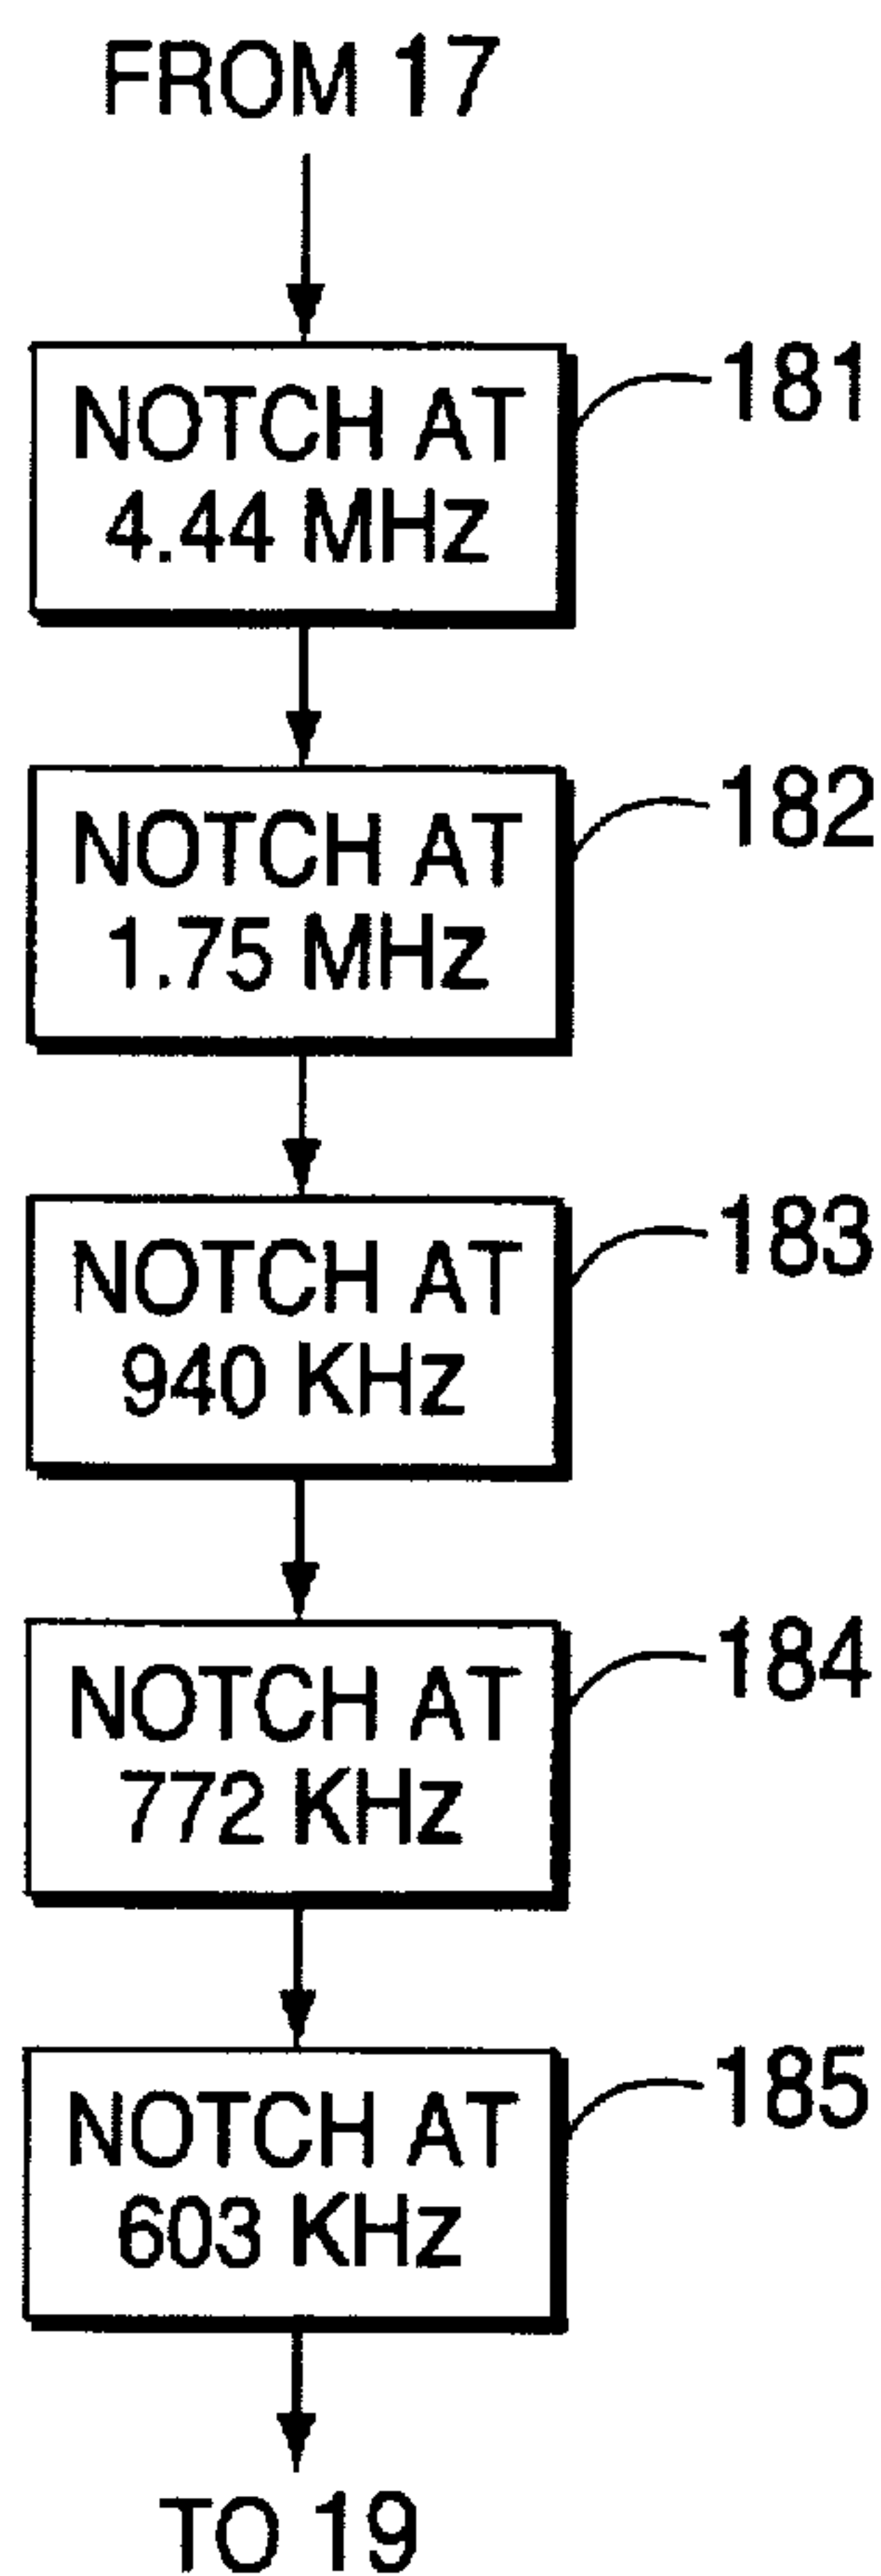 FROM 17
NOTCH AT
4.44 MHz
181
NOTCH AT
1.75 MHz
182
NOTCH AT
940 KHz
183
NOTCH AT
772 KHz
184
NOTCH AT
603 KHz
185
TO 19